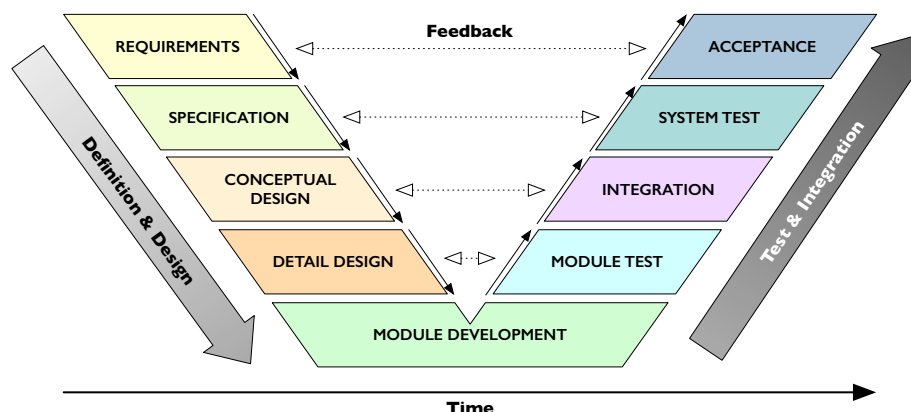 REQUIREMENTS
Feedback
ACCEPTANCE
SPECIFICATION
SYSTEM TEST
CONCEPTUAL
DESIGN
INTEGRATION
DETAIL DESIGN
MODULE TEST
MODULE DEVELOPMENT
Definition & Design
Test & Integration
Time